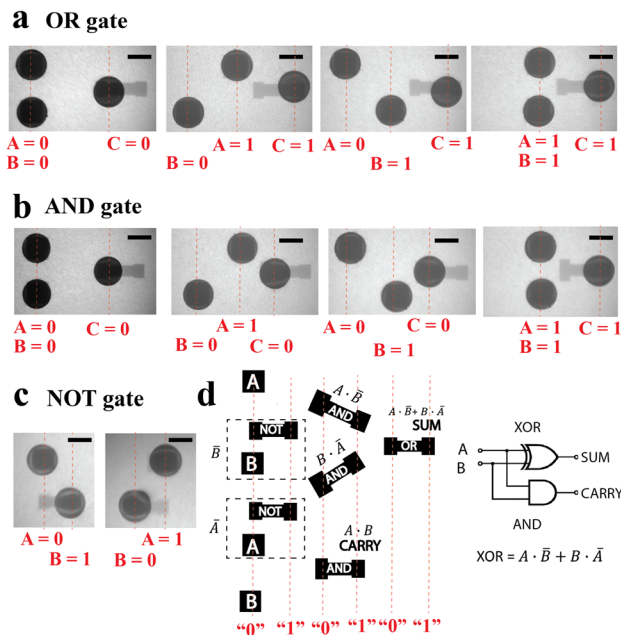 a OR gate
A = 0
B = 0
C = 0
A = 1
B = 0
C = 1
A = 0
B = 1
C = 1
A = 1
B = 1
C = 1
b AND gate
A = 0
B = 0
C = 0
A = 1
B = 0
C = 0
A = 0
C = 0
B = 1
A = 1
B = 1
C = 1
c NOT gate
A = 0
B = 1
A = 1
B = 0
d
A
NOT
B̅
B
NOT
A̅
A
B
A · B̅
AND
B · A̅
AND
A · B
CARRY
AND
A · B̅ + B · A̅
SUM
OR
"0" "1" "0" "1" "0" "1"
XOR
A
B
SUM
CARRY
AND
XOR = A · B̅ + B · A̅